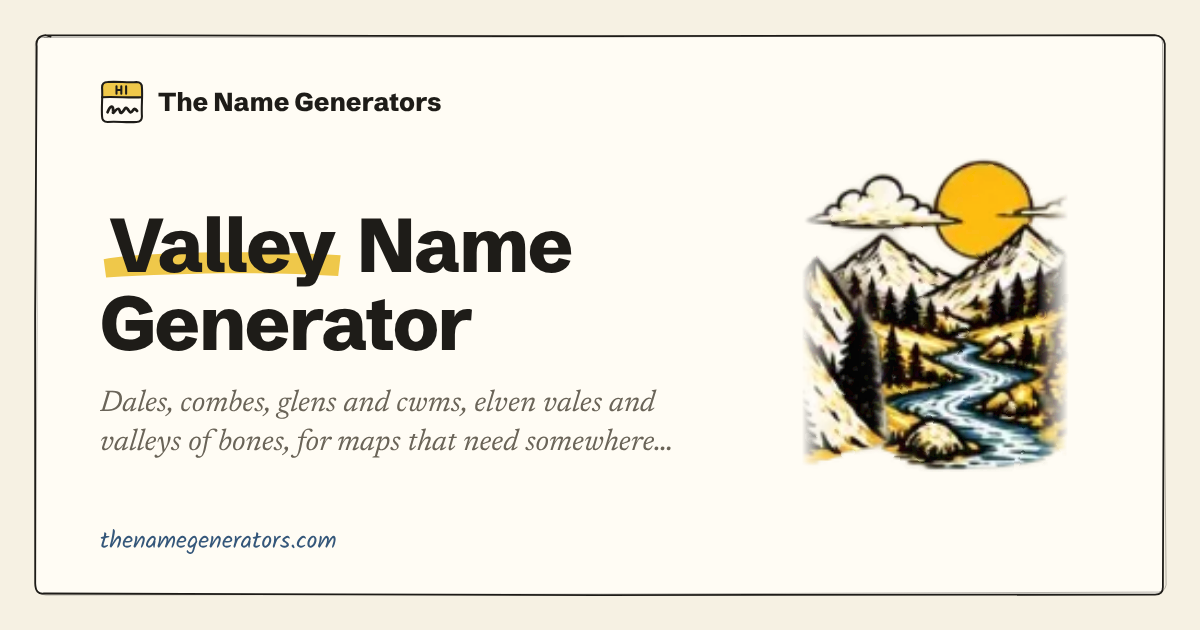 HI
The Name Generators
Valley Name
Generator
Dales, combes, glens and cwms, elven vales and
valleys of bones, for maps that need somewhere...
thenamegenerators.com